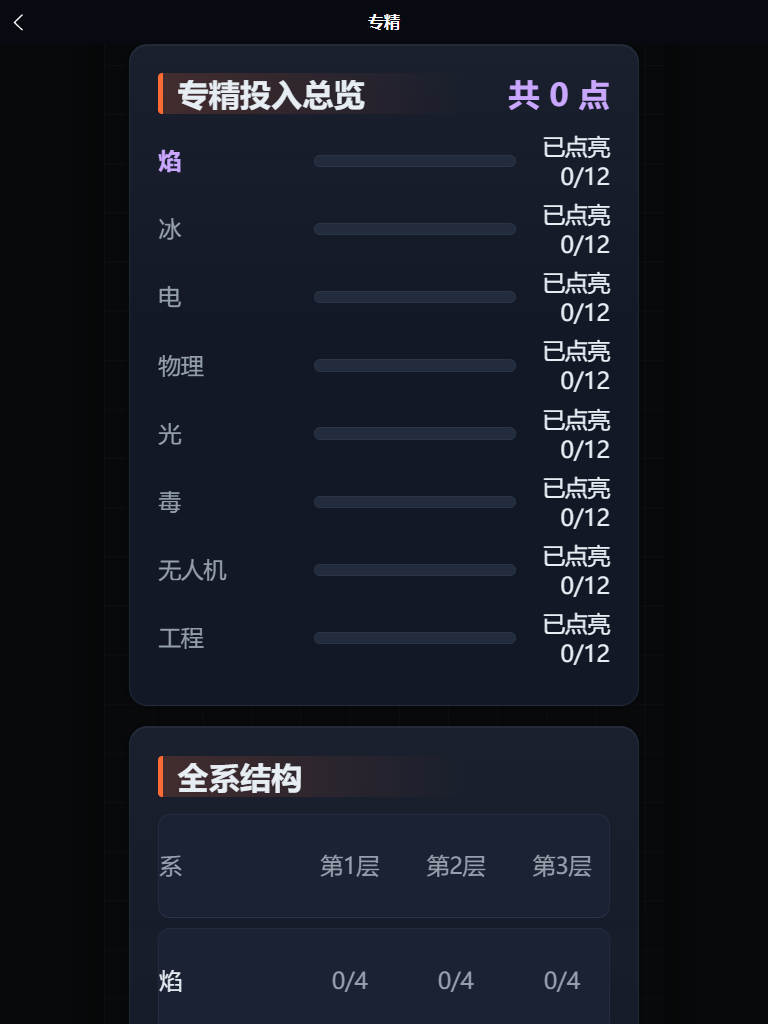 专精
专精投入总览 共 0 点
焰 已点亮
0/12
冰 已点亮
0/12
电 已点亮
0/12
物理 已点亮
0/12
光 已点亮
0/12
毒 已点亮
0/12
无人机 已点亮
0/12
工程 已点亮
0/12
全系结构
系 第1层 第2层 第3层
焰 0/4 0/4 0/4